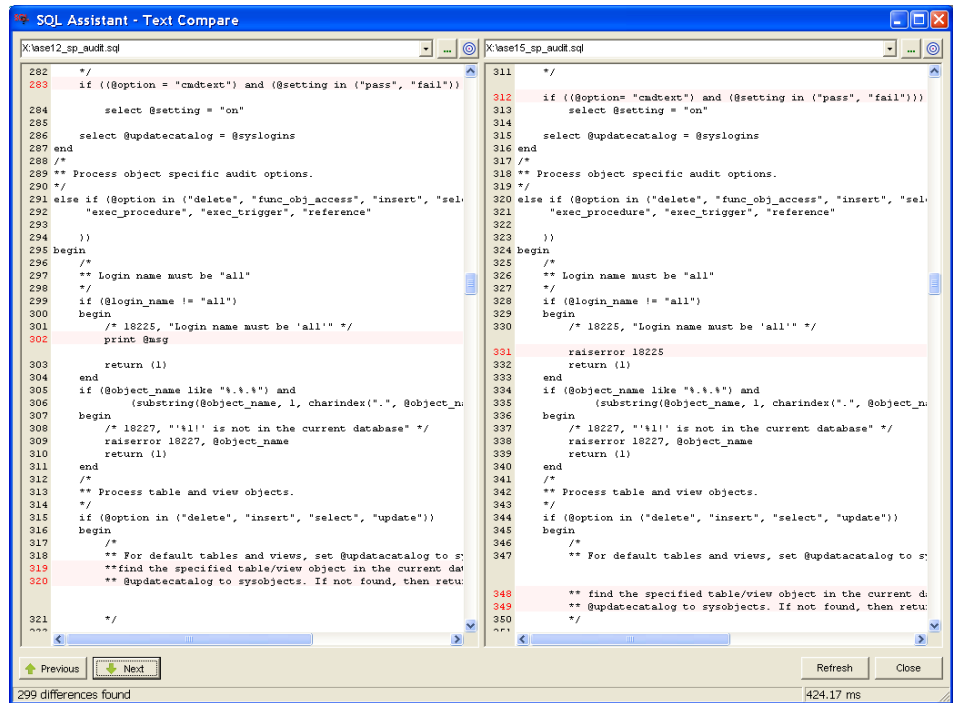 SQL Assistant - Text Compare
X:\ase12_sp_audit.sql
...
X:\ase15_sp_audit.sql
...
282 */
283 if ((@option = "cmdtext") and (@setting in ("pass", "fail"))
284 select @setting = "on"
285
286 select @updatecatalog = @syslogins
287 end
288 /*
289 ** Process object specific audit options.
290 */
291 else if (@option in ("delete", "func_obj_access", "insert", "sel
292 "exec_procedure", "exec_trigger", "reference"
293
294 ))
295 begin
296 /*
297 ** Login name must be "all"
298 */
299 if (@login_name != "all")
300 begin
301 /* 18225, "Login name must be 'all'" */
302 print @msg
303 return (1)
304 end
305 if (@object_name like "%.%.%") and
306 (substring(@object_name, 1, charindex(".", @object_n
307 begin
308 /* 18227, "'%1!' is not in the current database" */
309 raiserror 18227, @object_name
310 return (1)
311 end
312 /*
313 ** Process table and view objects.
314 */
315 if (@option in ("delete", "insert", "select", "update"))
316 begin
317 /*
318 ** For default tables and views, set @updatacatalog to sy
319 **find the specified table/view object in the current dat
320 ** @updatecatalog to sysobjects. If not found, then retu
321 */
311 */
312 if ((@option= "cmdtext") and (@setting in ("pass", "fail")))
313 select @setting = "on"
314
315 select @updatecatalog = @syslogins
316 end
317 /*
318 ** Process object specific audit options.
319 */
320 else if (@option in ("delete", "func_obj_access", "insert", "sel
321 "exec_procedure", "exec_trigger", "reference"
322
323 ))
324 begin
325 /*
326 ** Login name must be "all"
327 */
328 if (@login_name != "all")
329 begin
330 /* 18225, "Login name must be 'all'" */
331 raiserror 18225
332 return (1)
333 end
334 if (@object_name like "%.%.%") and
335 (substring(@object_name, 1, charindex(".", @object_n
336 begin
337 /* 18227, "'%1!' is not in the current database" */
338 raiserror 18227, @object_name
339 return (1)
340 end
341 /*
342 ** Process table and view objects.
343 */
344 if (@option in ("delete", "insert", "select", "update"))
345 begin
346 /*
347 ** For default tables and views, set @updatacatalog to sy
348 ** find the specified table/view object in the current da
349 ** @updatecatalog to sysobjects. If not found, then retu
350 */
Previous
Next
Refresh
Close
299 differences found
424.17 ms